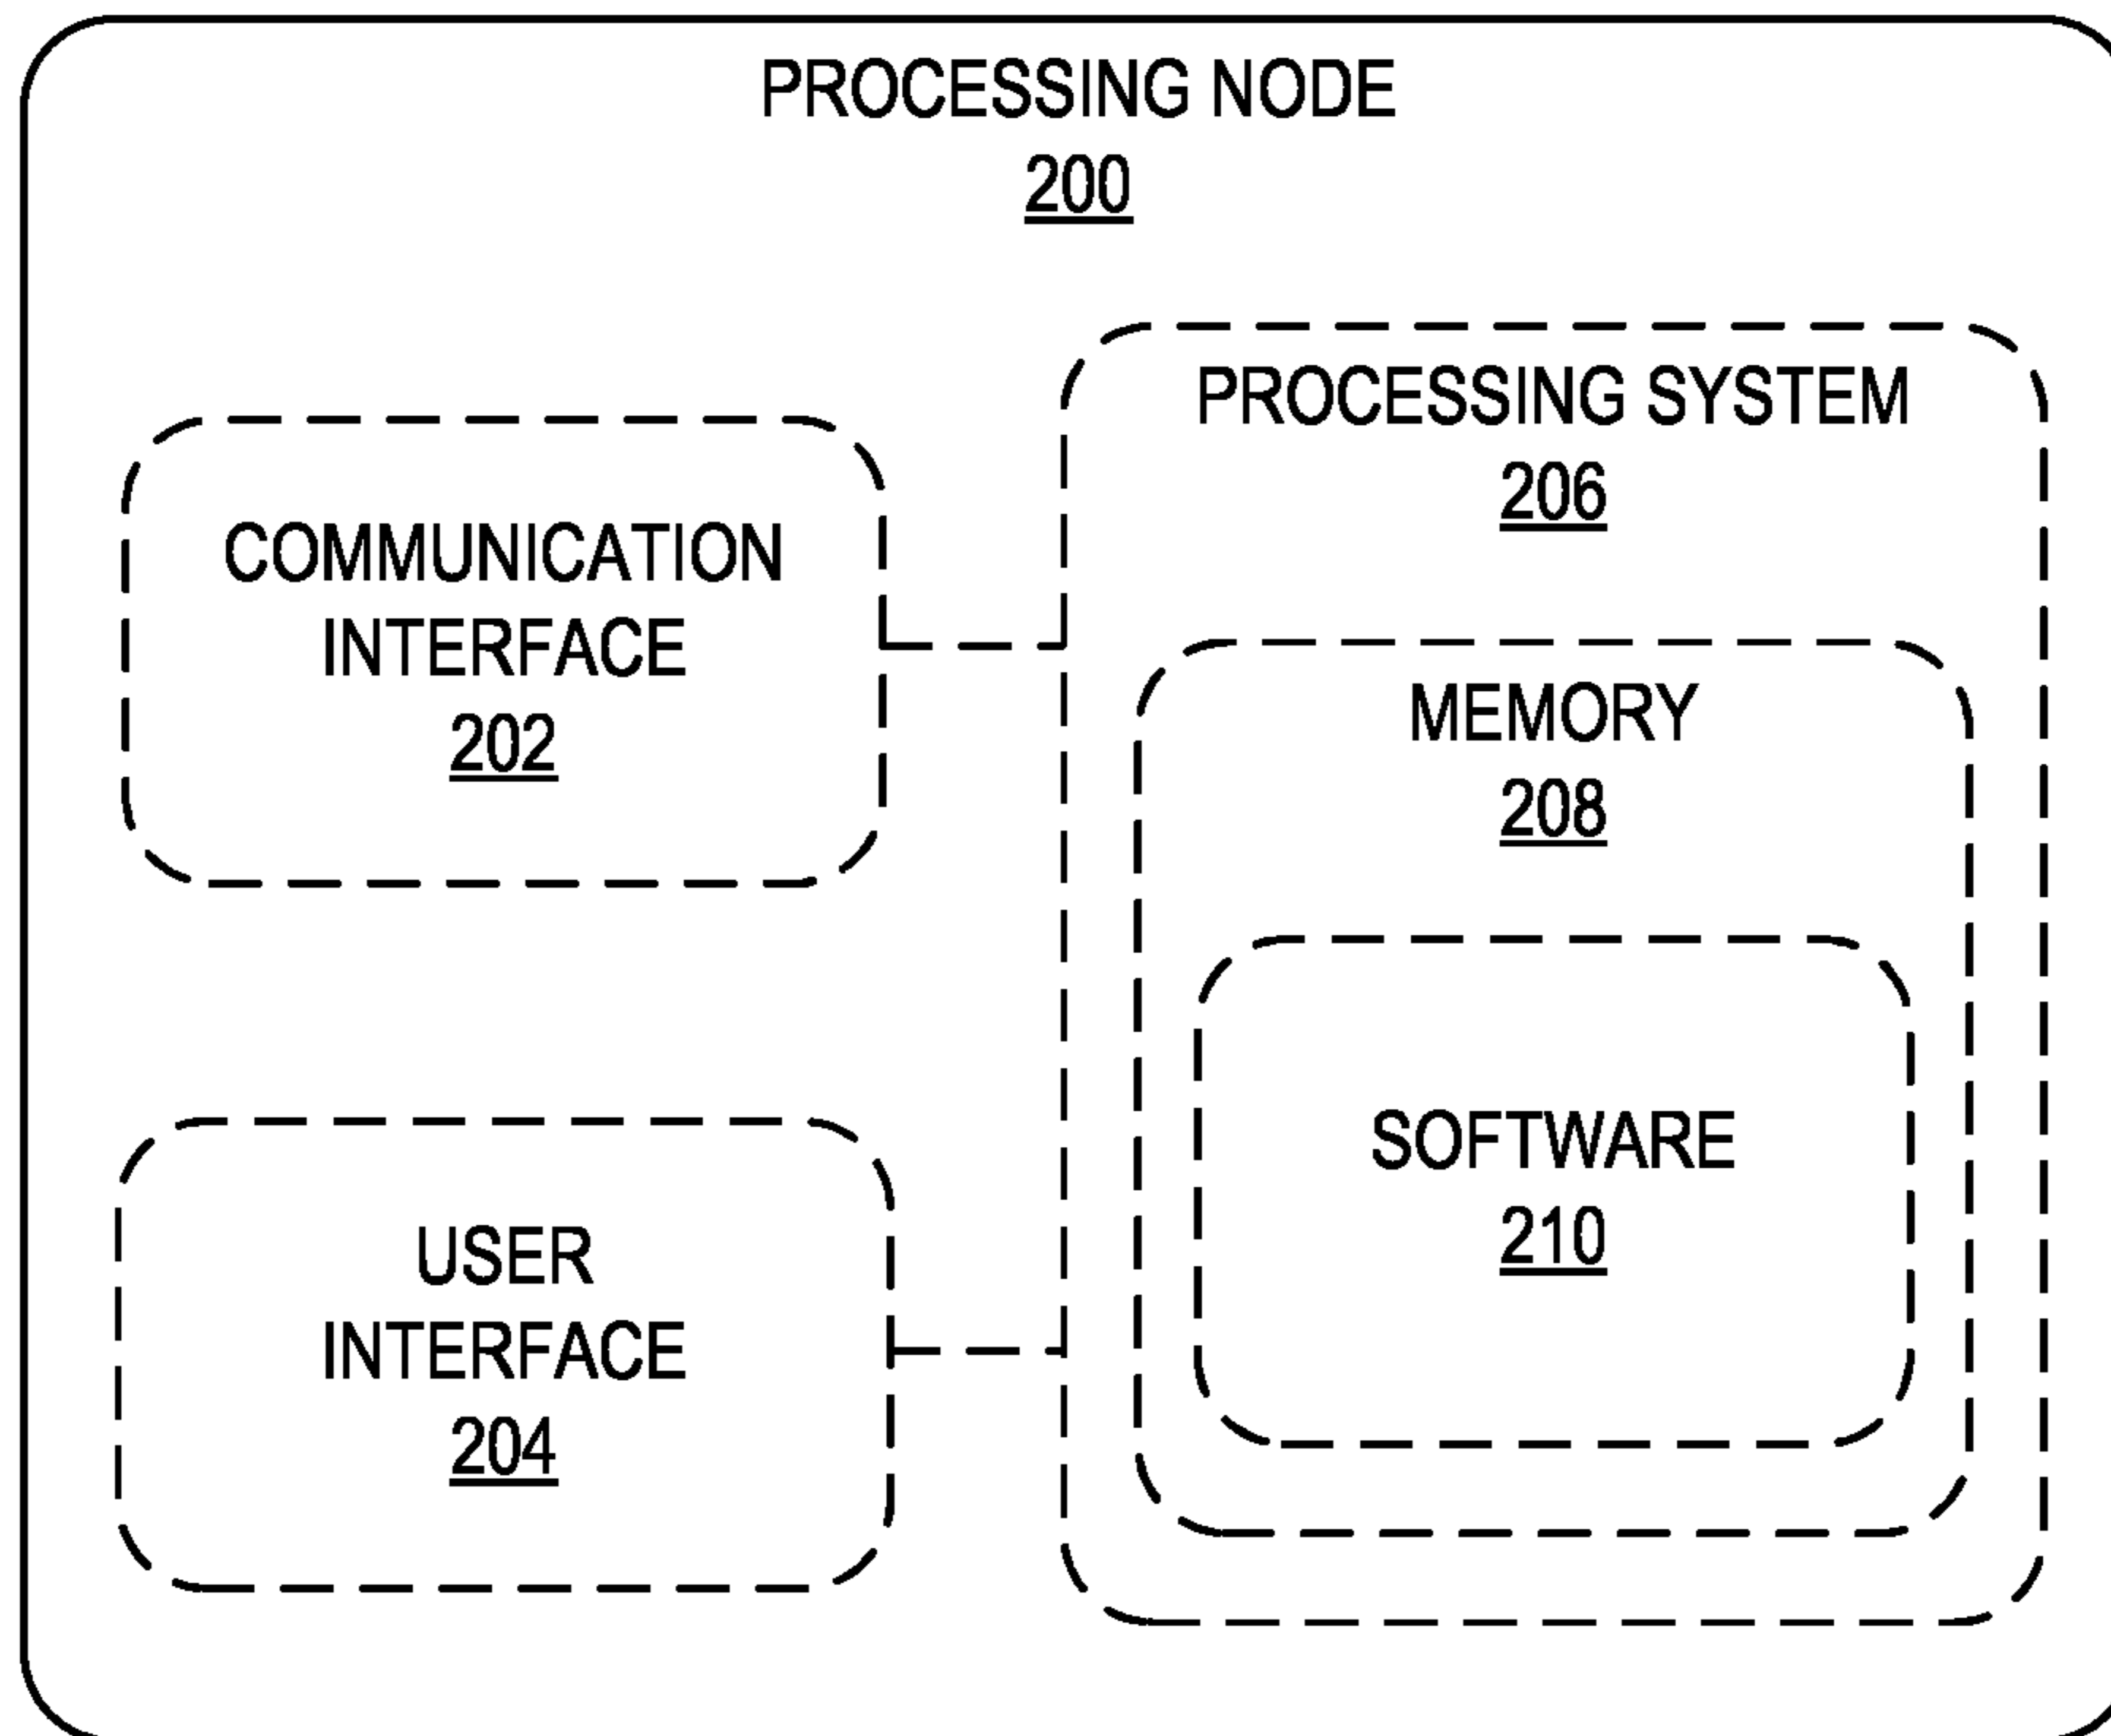 PROCESSING NODE
200
COMMUNICATION
INTERFACE
202
USER
INTERFACE
204
PROCESSING SYSTEM
206
MEMORY
208
SOFTWARE
210